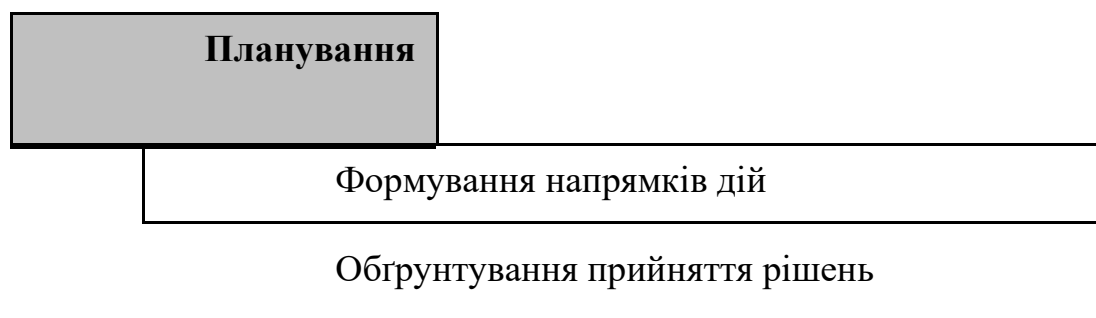 Планування
Формування напрямків дій
Обґрунтування прийняття рішень